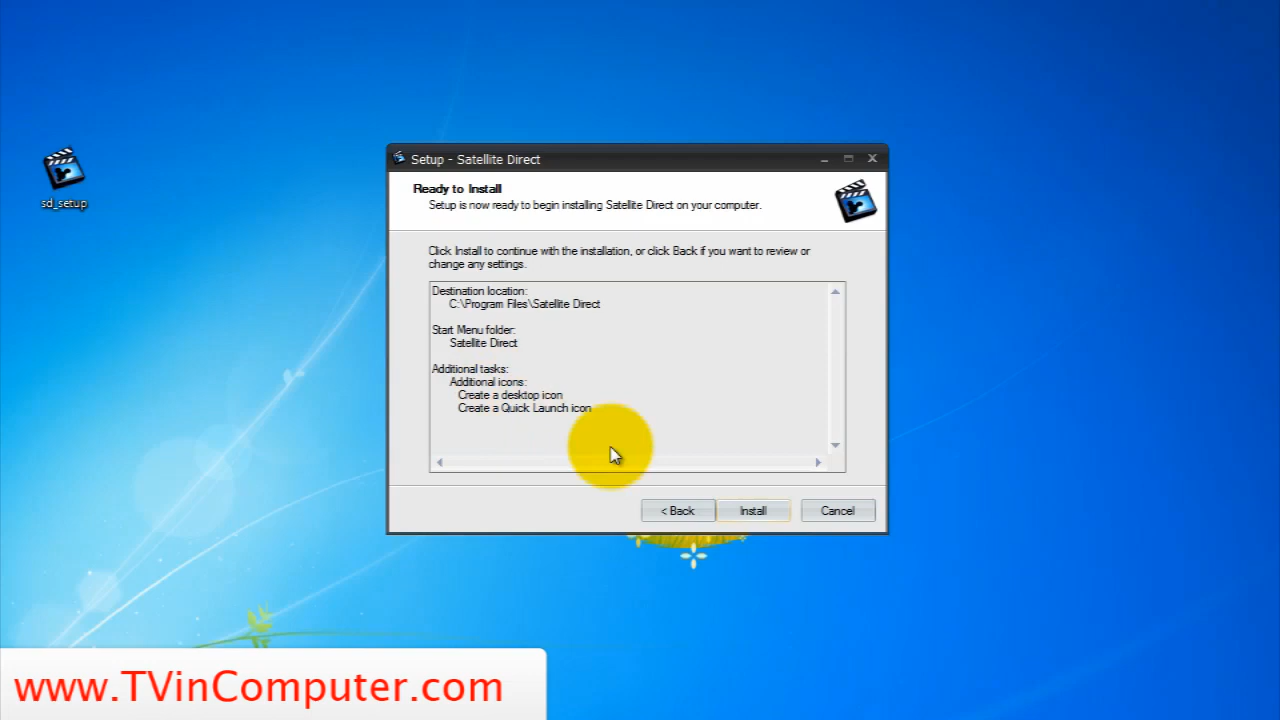 sd_setup
Setup - Satellite Direct
Ready to Install
Setup is now ready to begin installing Satellite Direct on your computer.
Click Install to continue with the installation, or click Back if you want to review or
change any settings.
Destination location:
C:\Program Files\Satellite Direct
Start Menu folder:
Satellite Direct
Additional tasks:
Additional icons:
Create a desktop icon
Create a Quick Launch icon
< Back
Install
Cancel
www.TVinComputer.com